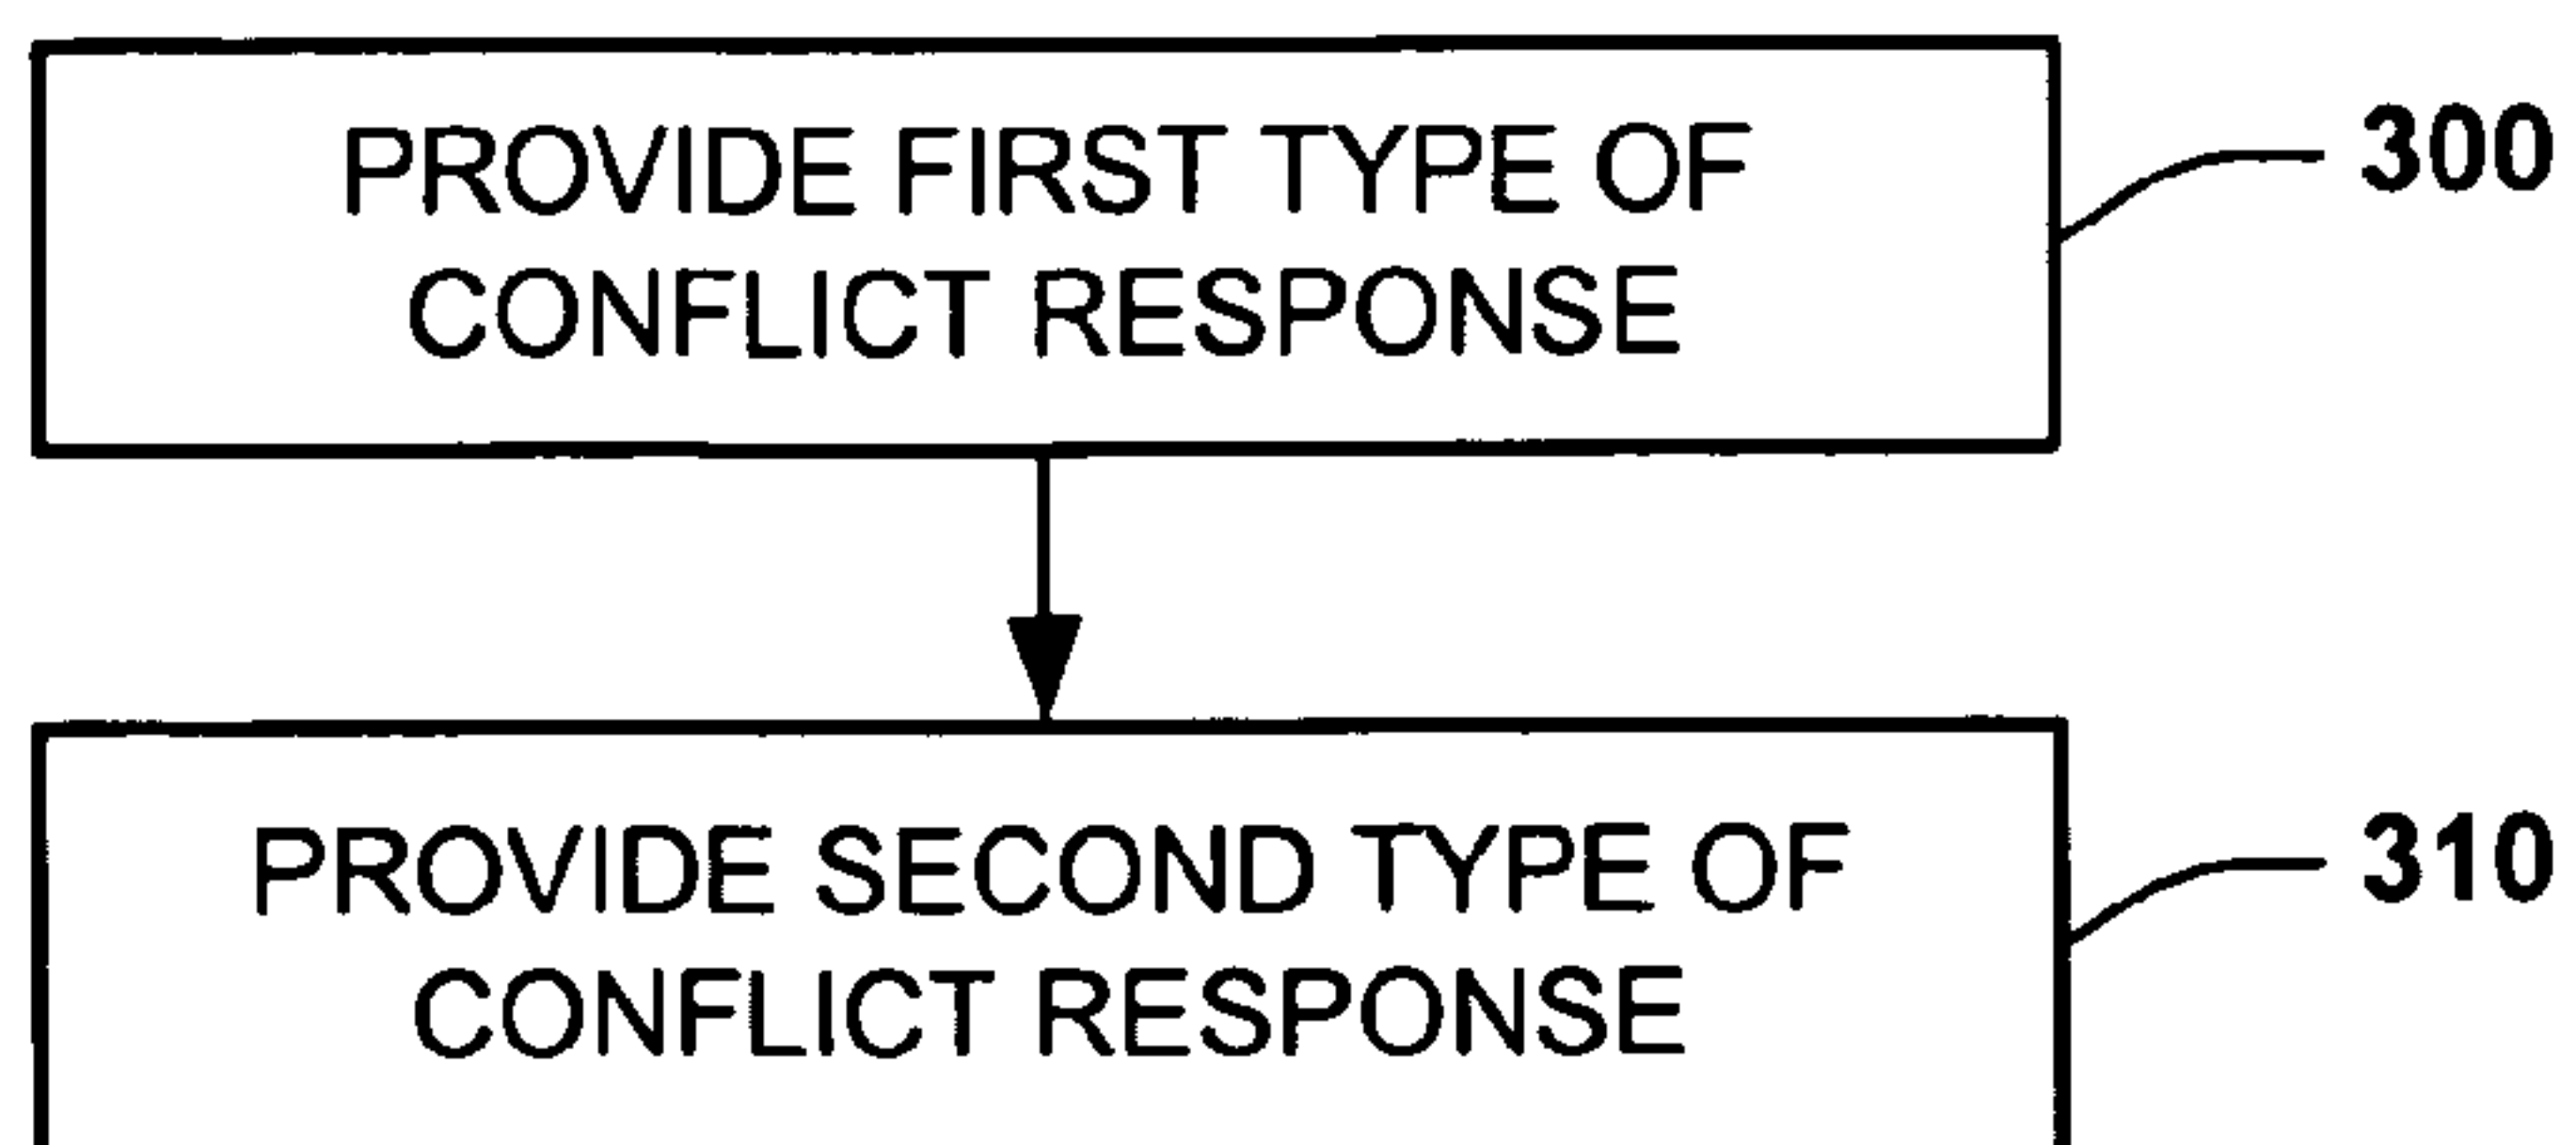 PROVIDE FIRST TYPE OF
CONFLICT RESPONSE
300
PROVIDE SECOND TYPE OF
CONFLICT RESPONSE
310